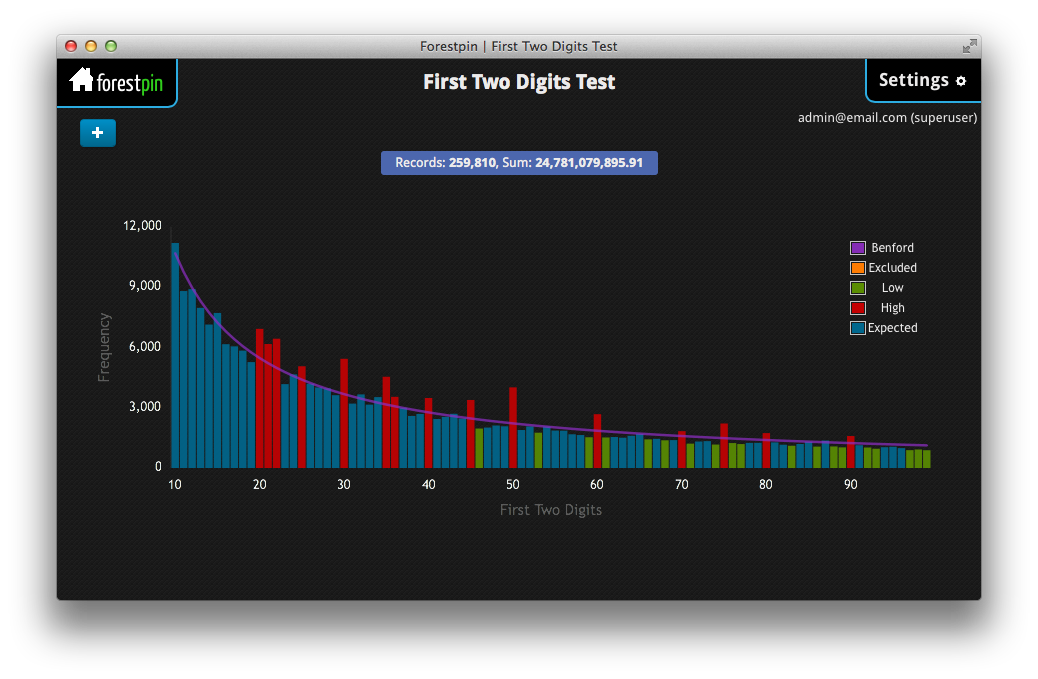 Forestpin | First Two Digits Test
forestpin
First Two Digits Test
Settings
admin@email.com (superuser)
+
Records: 259,810, Sum: 24,781,079,895.91
12,000
9,000
6,000
3,000
0
Frequency
Benford
Excluded
Low
High
Expected
10 20 30 40 50 60 70 80 90
First Two Digits